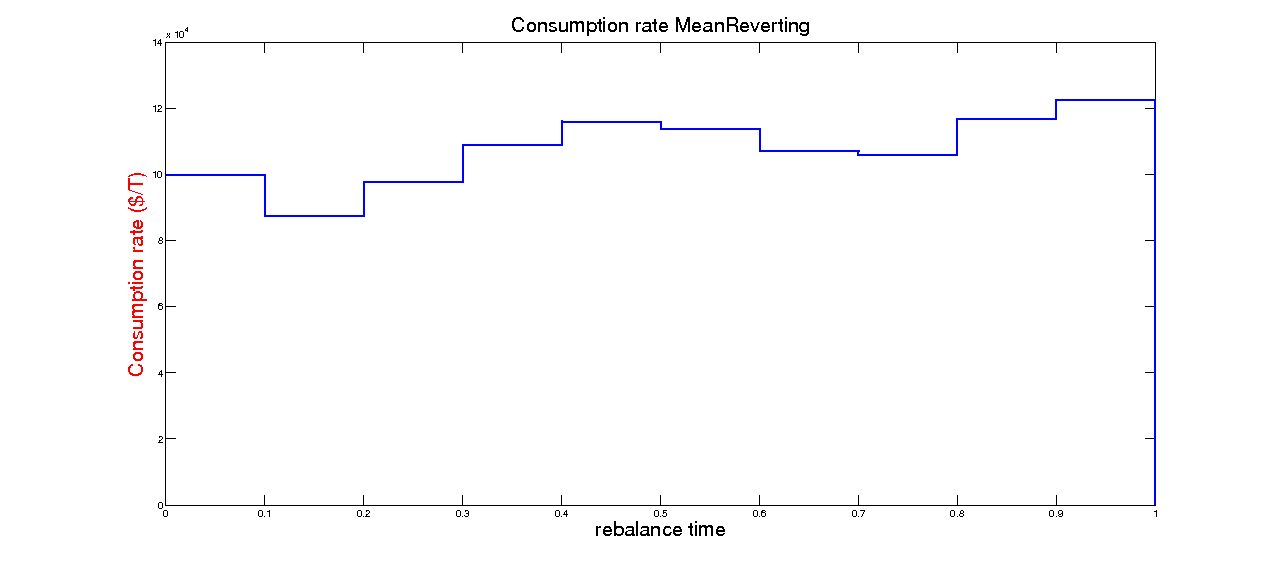 Consumption rate MeanReverting
x 10^4
14
12
10
8
6
4
2
0
Consumption rate ($/T)
0 0.1 0.2 0.3 0.4 0.5 0.6 0.7 0.8 0.9 1
rebalance time